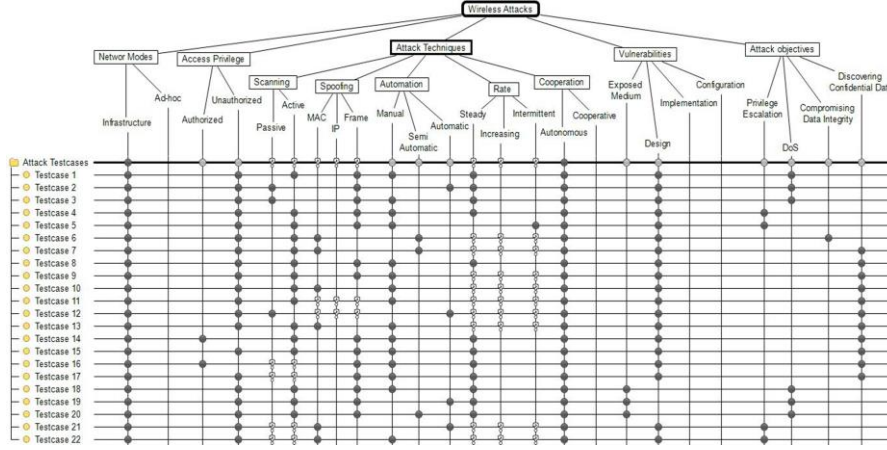 Wireless Attacks
Networ Modes
Access Privilege
Attack Techniques
Vulnerabilities
Attack objectives
Infrastructure
Ad-hoc
Authorized
Unauthorized
Scanning
Passive
Active
Spoofing
MAC
IP
Frame
Automation
Manual
Semi
Automatic
Automatic
Rate
Steady
Increasing
Intermittent
Cooperation
Autonomous
Cooperative
Exposed
Medium
Design
Implementation
Configuration
Privilege
Escalation
DoS
Compromising
Data Integrity
Discovering
Confidential Data
Attack Testcases
Testcase 1
Testcase 2
Testcase 3
Testcase 4
Testcase 5
Testcase 6
Testcase 7
Testcase 8
Testcase 9
Testcase 10
Testcase 11
Testcase 12
Testcase 13
Testcase 14
Testcase 15
Testcase 16
Testcase 17
Testcase 18
Testcase 19
Testcase 20
Testcase 21
Testcase 22